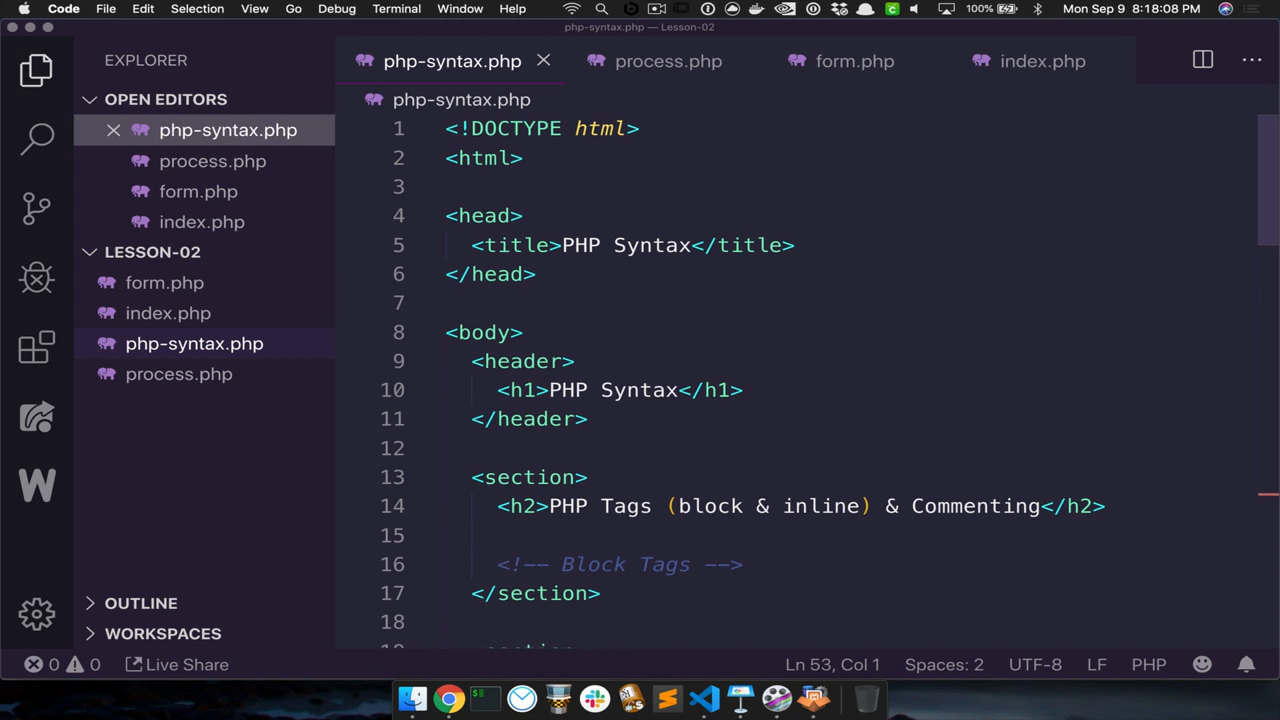 Code File Edit Selection View Go Debug Terminal Window Help 100% Mon Sep 9 8:18:08 PM
php-syntax.php — Lesson-02
EXPLORER
OPEN EDITORS
php-syntax.php
process.php
form.php
index.php
LESSON-02
form.php
index.php
php-syntax.php
process.php
OUTLINE
WORKSPACES
php-syntax.php process.php form.php index.php
php-syntax.php
1 <!DOCTYPE html>
2 <html>
3
4 <head>
5 <title>PHP Syntax</title>
6 </head>
7
8 <body>
9 <header>
10 <h1>PHP Syntax</h1>
11 </header>
12
13 <section>
14 <h2>PHP Tags (block & inline) & Commenting</h2>
15
16 <!-- Block Tags -->
17 </section>
18
0 0 Live Share Ln 53, Col 1 Spaces: 2 UTF-8 LF PHP